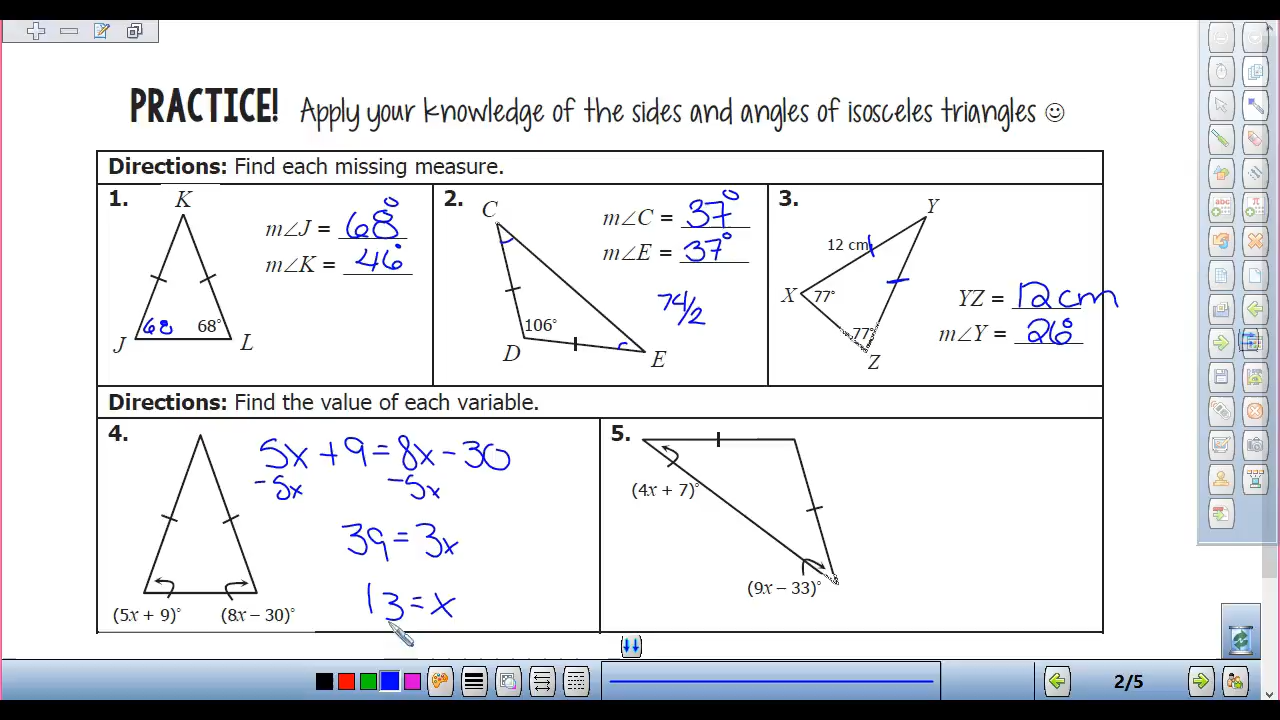 PRACTICE! Apply your knowledge of the sides and angles of isosceles triangles ☺
Directions: Find each missing measure.
1.
K
m∠J = 68°
m∠K = 46°
68
68°
J
L
2.
C
m∠C = 37°
m∠E = 37°
74/2
106°
D
E
3.
Y
12 cm
X
77°
77°
Z
YZ = 12cm
m∠Y = 26°
Directions: Find the value of each variable.
4.
5x + 9 = 8x - 30
-5x -5x
39 = 3x
13 = x
(5x + 9)°
(8x − 30)°
5.
(4x + 7)°
(9x − 33)°
2/5
abc
π